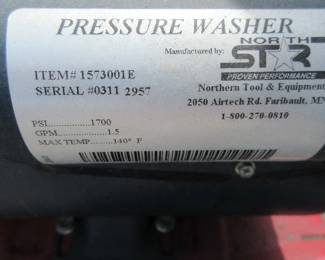 PRESSURE WASHER
Manufactured by:
NORTH
STAR
PROVEN PERFORMANCE
ITEM# 1573001E
SERIAL #0311 2957
Northern Tool & Equipment
2050 Airtech Rd. Faribault, MN
1-800-270-0810
PSI..............1700
GPM..............1.5
MAX TEMP........140° F